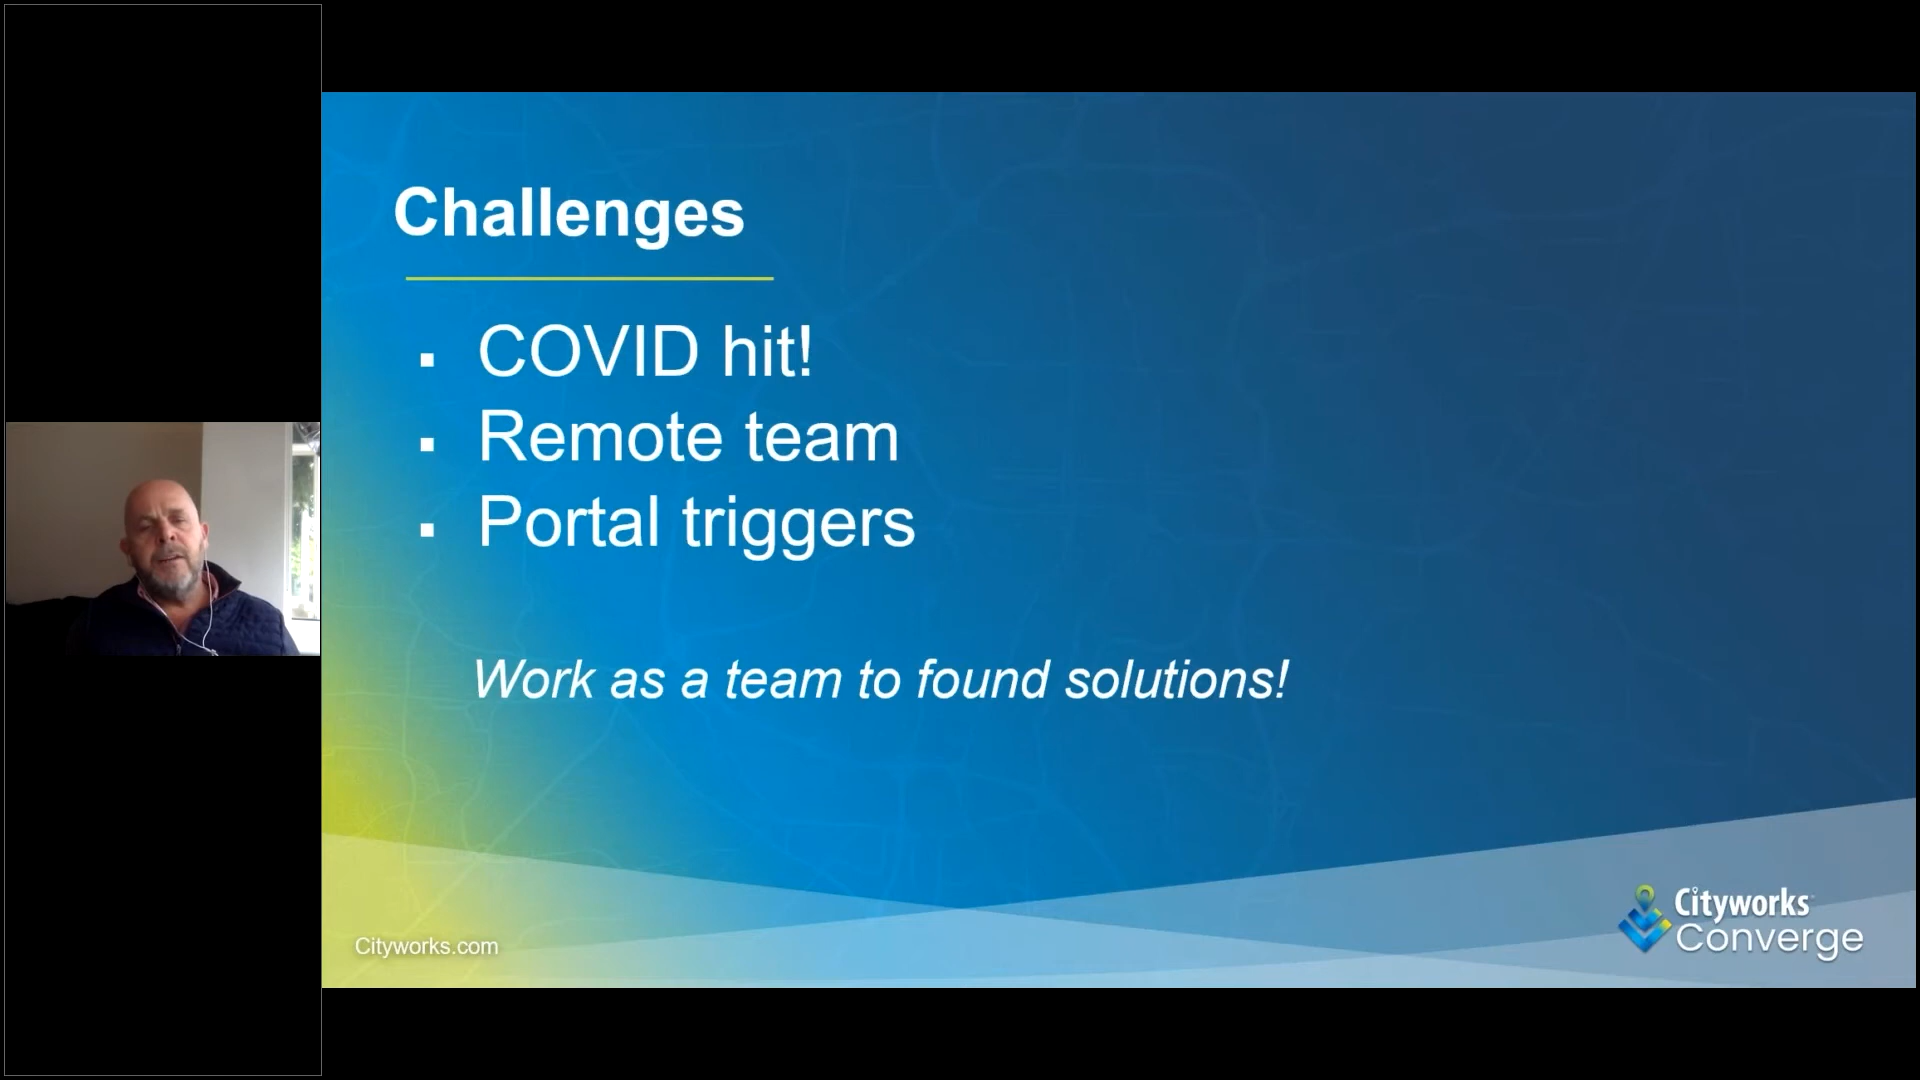 Challenges
▪ COVID hit!
▪ Remote team
▪ Portal triggers
Work as a team to found solutions!
Cityworks.com
Cityworks
Converge